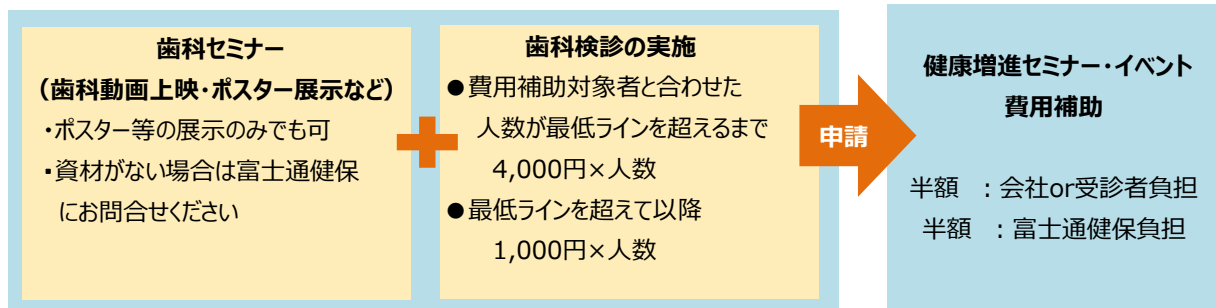 歯科セミナー
（歯科動画上映・ポスター展示など）
・ポスター等の展示のみでも可
・資材がない場合は富士通健保
にお問合せください
歯科検診の実施
●費用補助対象者と合わせた
人数が最低ラインを超えるまで
4,000円×人数
●最低ラインを超えて以降
1,000円×人数
申請
健康増進セミナー・イベント
費用補助
半額　：会社or受診者負担
半額　：富士通健保負担